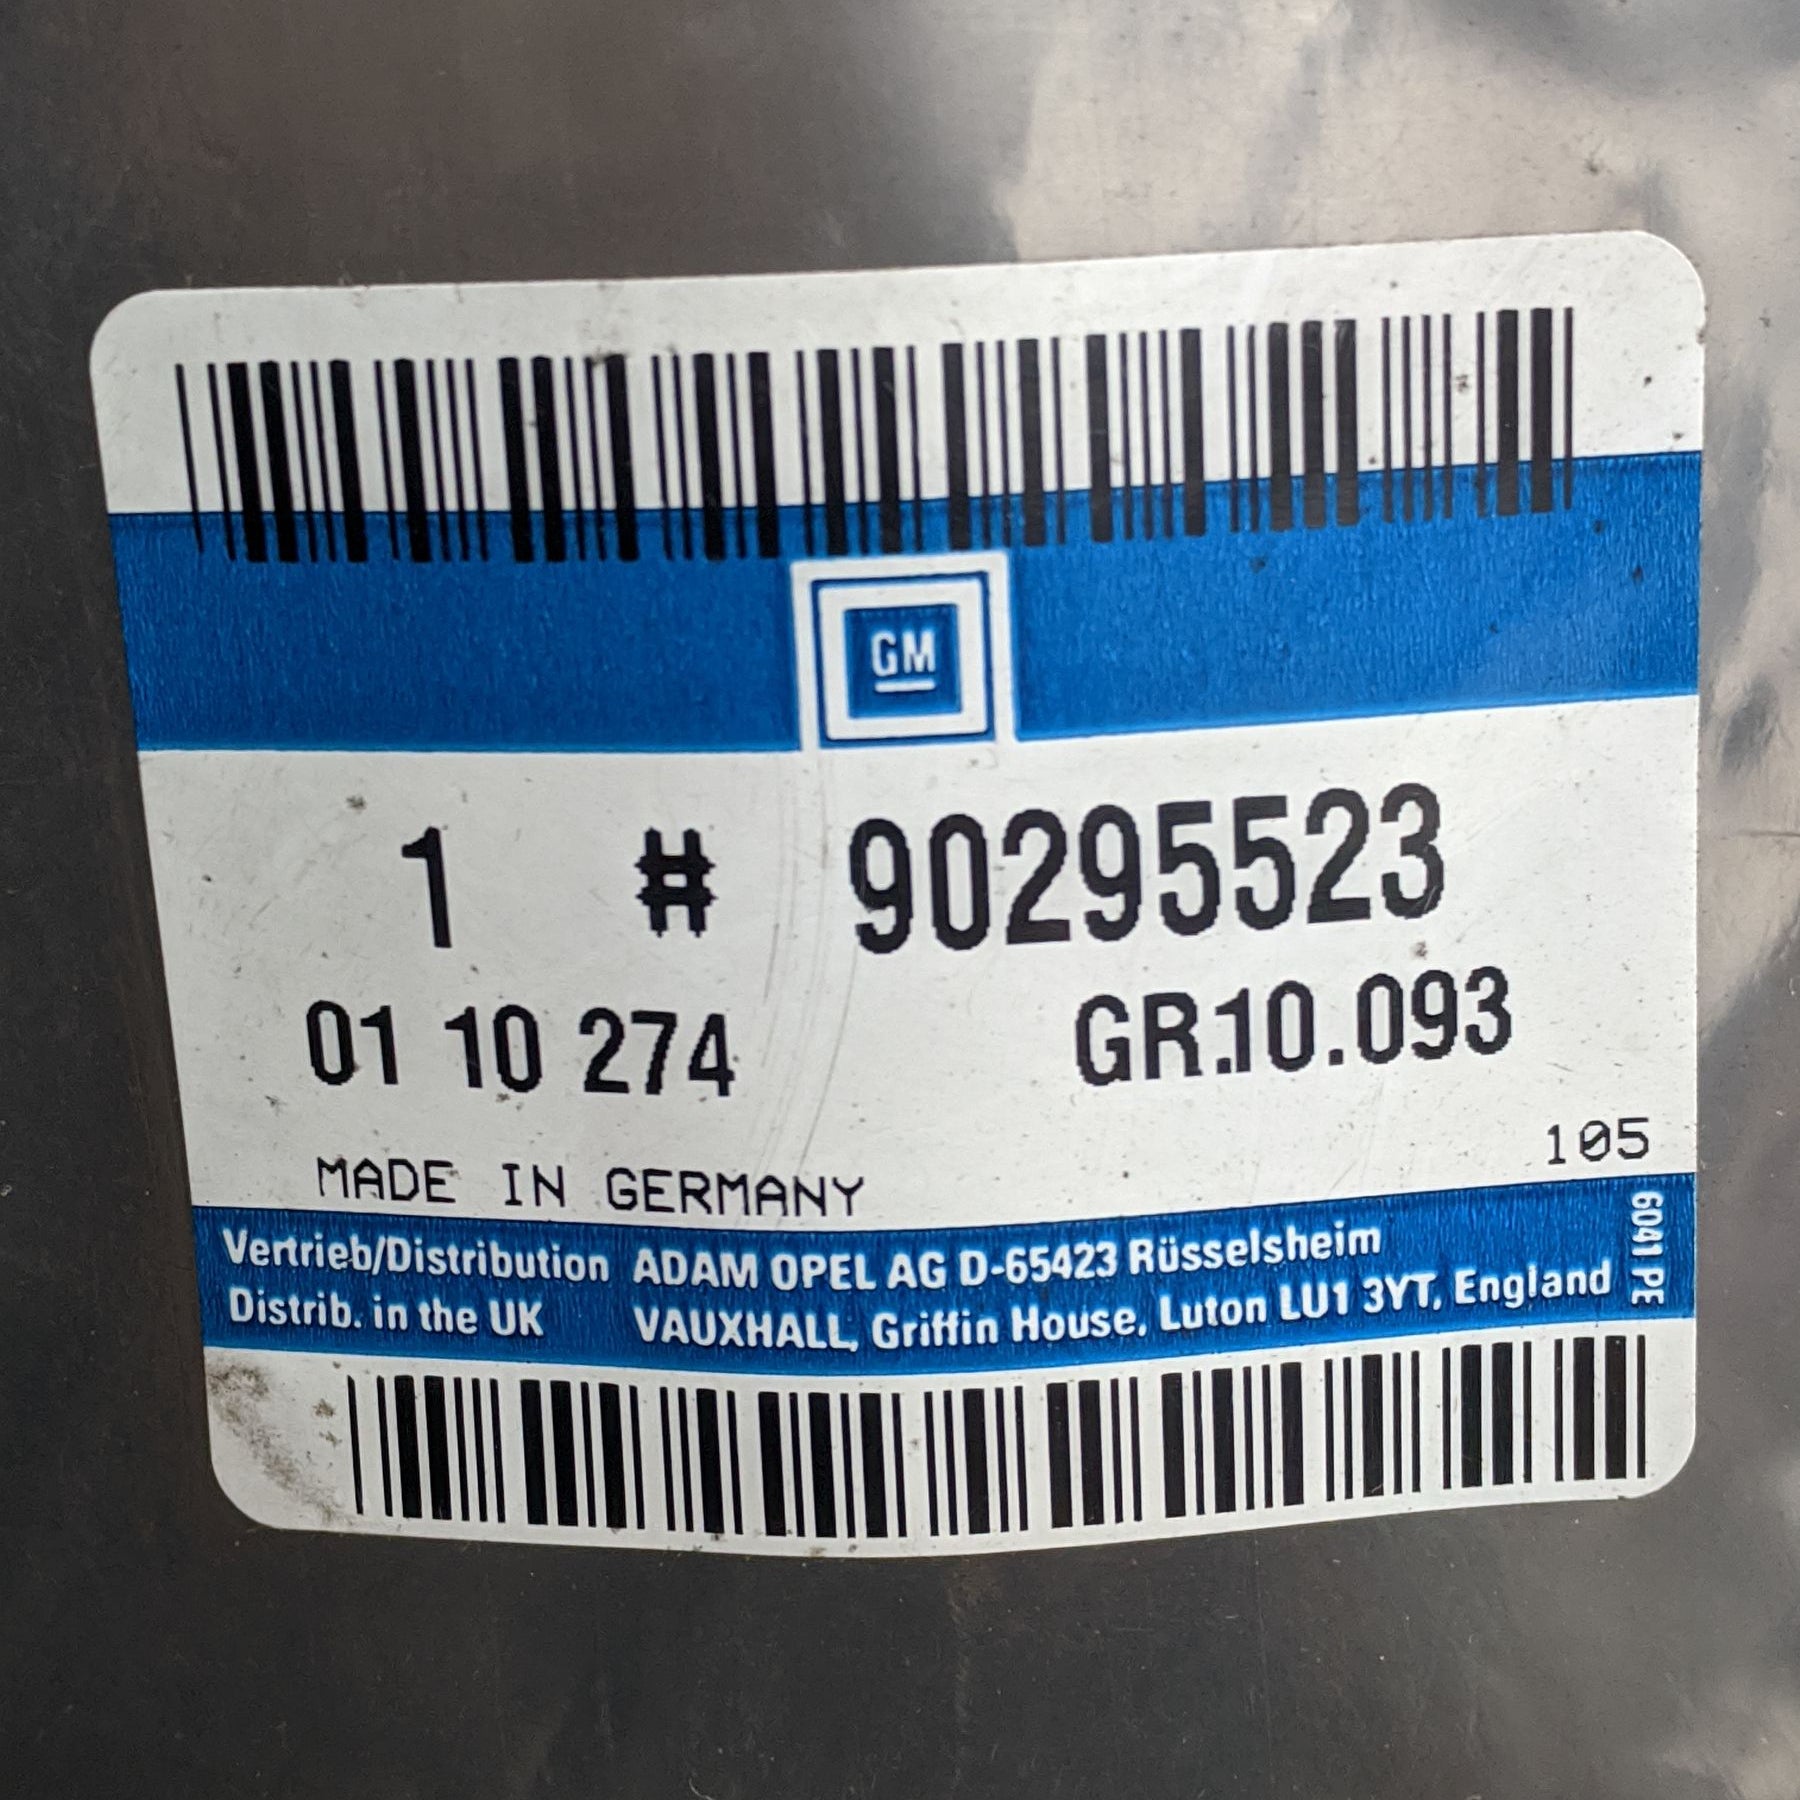 GM
1 # 90295523
01 10 274 GR.10.093
105
MADE IN GERMANY
Vertrieb/Distribution ADAM OPEL AG D-65423 Rüsselsheim
Distrib. in the UK VAUXHALL, Griffin House, Luton LU1 3YT, England
6041 PE